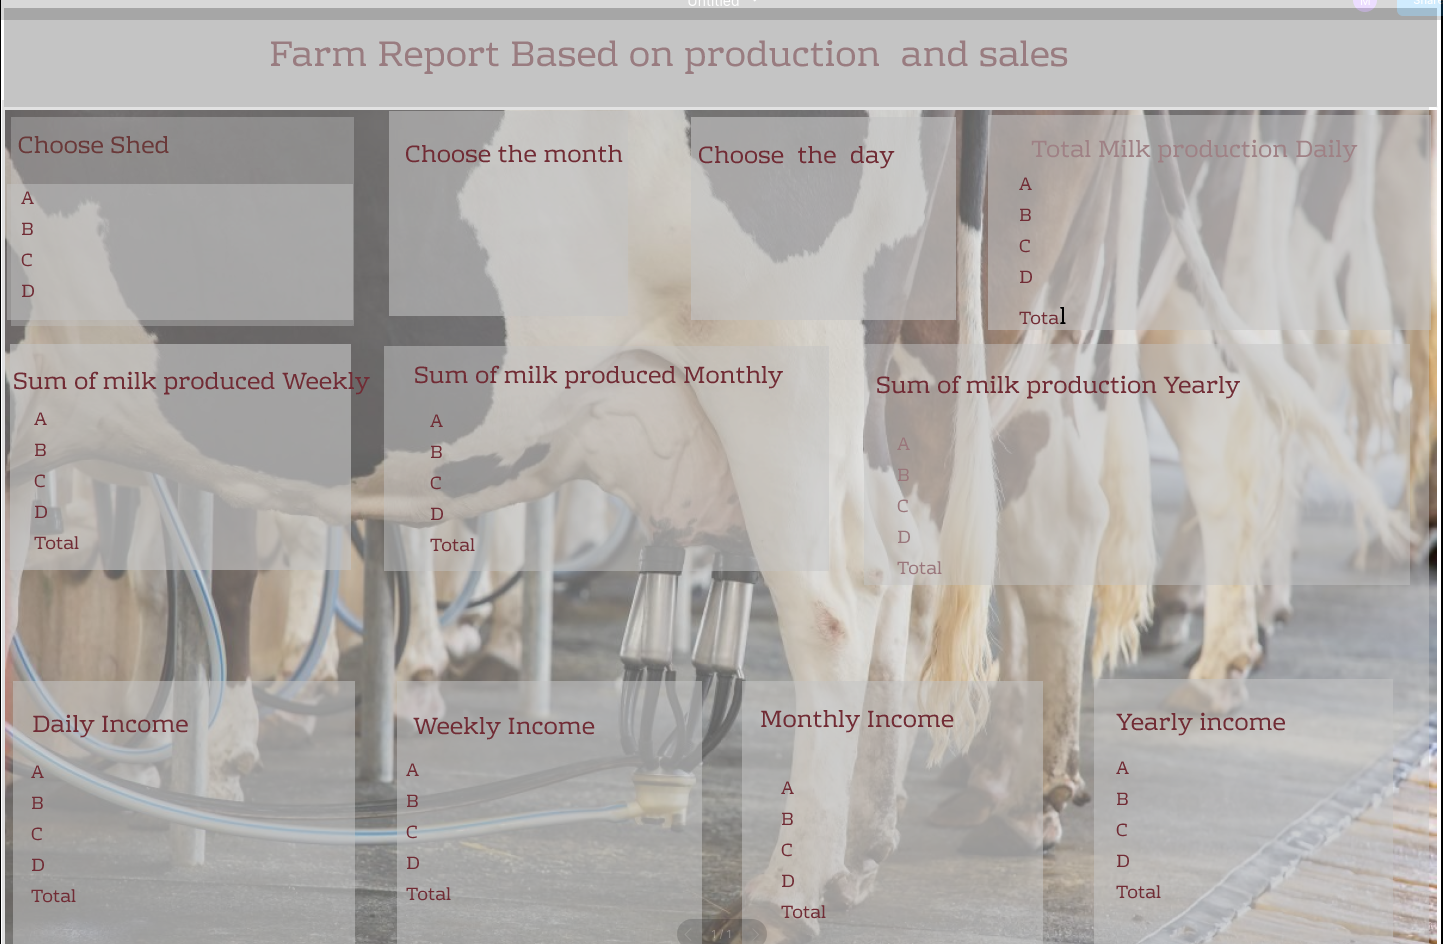 Untitled
M
Share
Farm Report Based on production and sales
Choose Shed
A
B
C
D
Choose the month
Choose the day
Total Milk production Daily
A
B
C
D
Total
Sum of milk produced Weekly
A
B
C
D
Total
Sum of milk produced Monthly
A
B
C
D
Total
Sum of milk production Yearly
A
B
C
D
Total
Daily Income
A
B
C
D
Total
Weekly Income
A
B
C
D
Total
Monthly Income
A
B
C
D
Total
Yearly income
A
B
C
D
Total
1 / 1